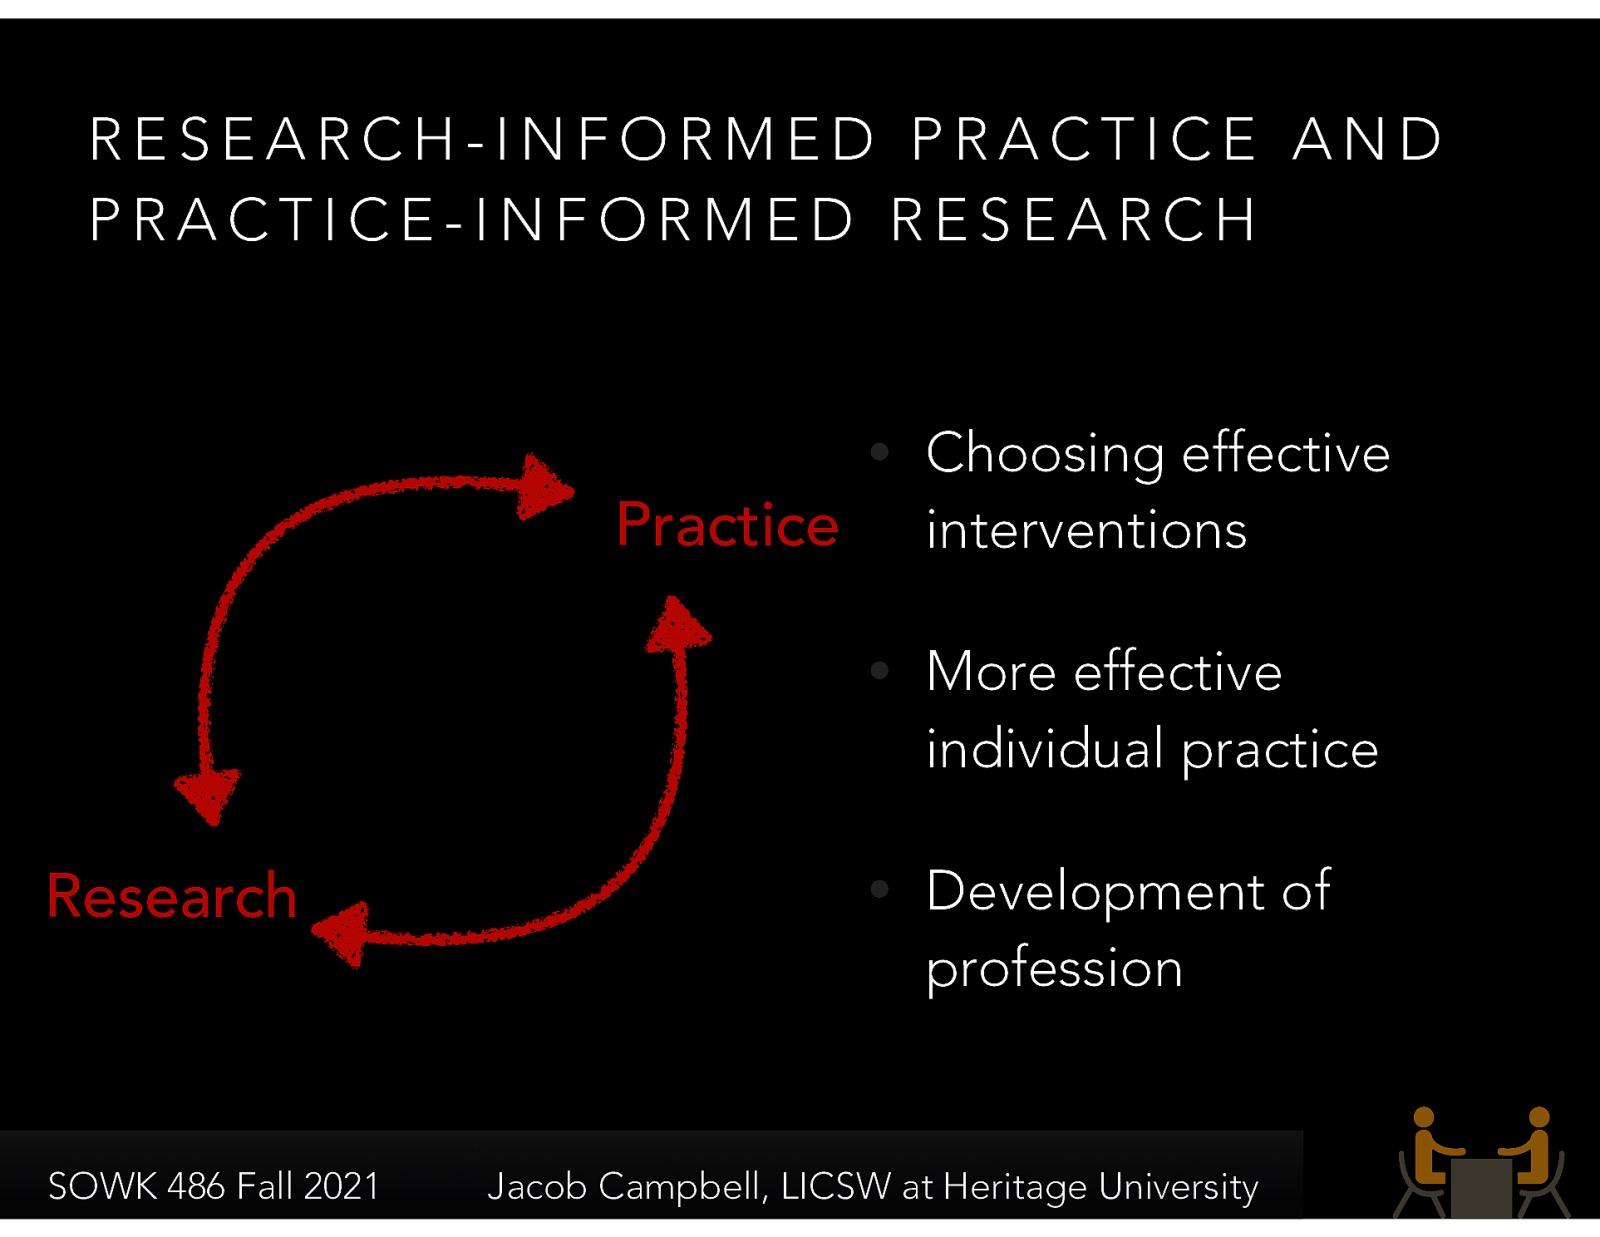 RESEARCH-INFORMED PRACTICE AND
PRACTICE-INFORMED RESEARCH
Practice
Research
• Choosing effective
interventions
• More effective
individual practice
• Development of
profession
SOWK 486 Fall 2021
Jacob Campbell, LICSW at Heritage University